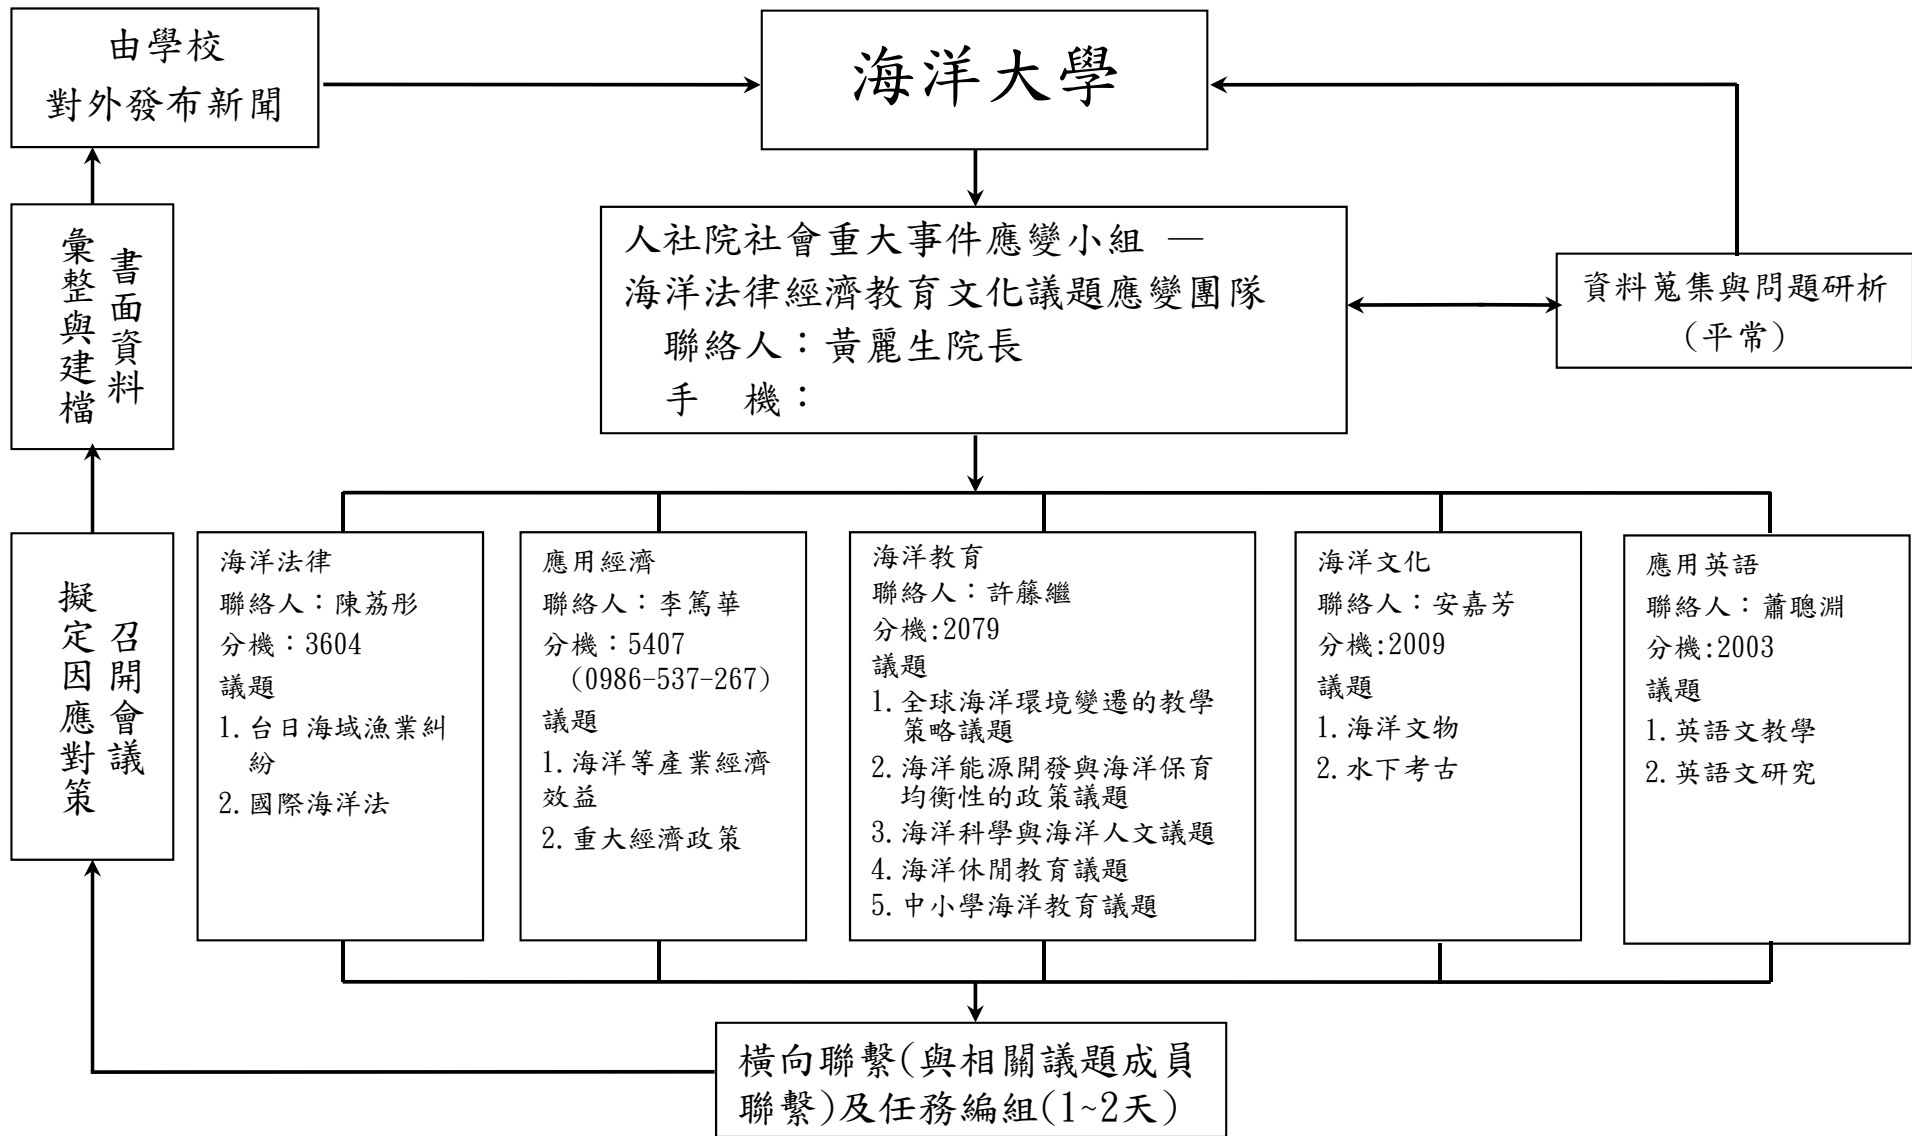 由學校
對外發布新聞
海洋大學
人社院社會重大事件應變小組 —
海洋法律經濟教育文化議題應變團隊
聯絡人：黃麗生院長
手　機：
資料蒐集與問題研析
(平常)
書面資料
彙整與建檔
召開會議
擬定因應對策
海洋法律
聯絡人：陳荔彤
分機：3604
議題
1.台日海域漁業糾
紛
2.國際海洋法
應用經濟
聯絡人：李篤華
分機：5407
(0986-537-267)
議題
1.海洋等產業經濟
效益
2.重大經濟政策
海洋教育
聯絡人：許籐繼
分機:2079
議題
1.全球海洋環境變遷的教學
策略議題
2.海洋能源開發與海洋保育
均衡性的政策議題
3.海洋科學與海洋人文議題
4.海洋休閒教育議題
5.中小學海洋教育議題
海洋文化
聯絡人：安嘉芳
分機:2009
議題
1.海洋文物
2.水下考古
應用英語
聯絡人：蕭聰淵
分機:2003
議題
1.英語文教學
2.英語文研究
橫向聯繫(與相關議題成員
聯繫)及任務編組(1~2天)